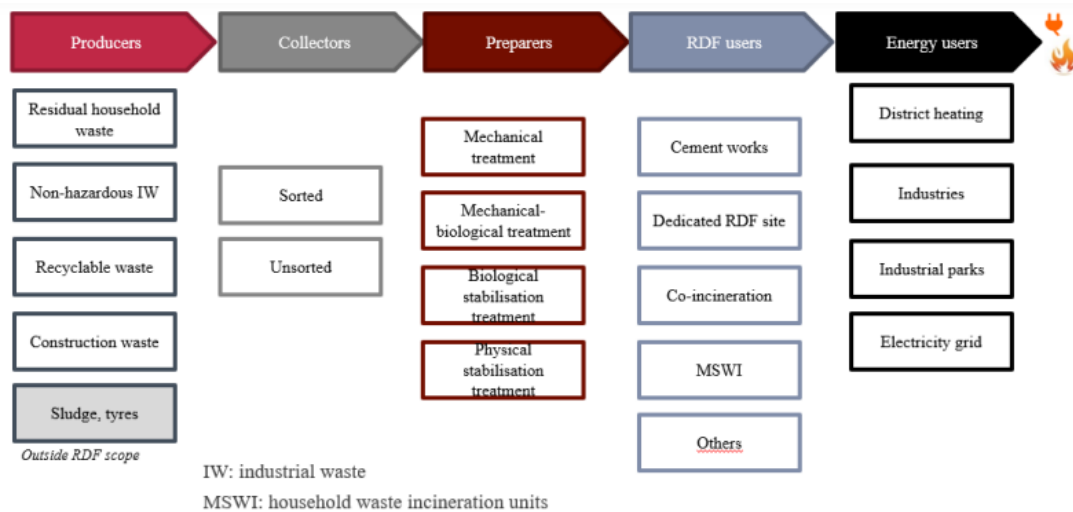 Producers
Collectors
Preparers
RDF users
Energy users
Residual household
waste
Non-hazardous IW
Recyclable waste
Construction waste
Sludge, tyres
Outside RDF scope
Sorted
Unsorted
Mechanical
treatment
Mechanical-
biological treatment
Biological
stabilisation
treatment
Physical
stabilisation
treatment
Cement works
Dedicated RDF site
Co-incineration
MSWI
Others
District heating
Industries
Industrial parks
Electricity grid
IW: industrial waste
MSWI: household waste incineration units